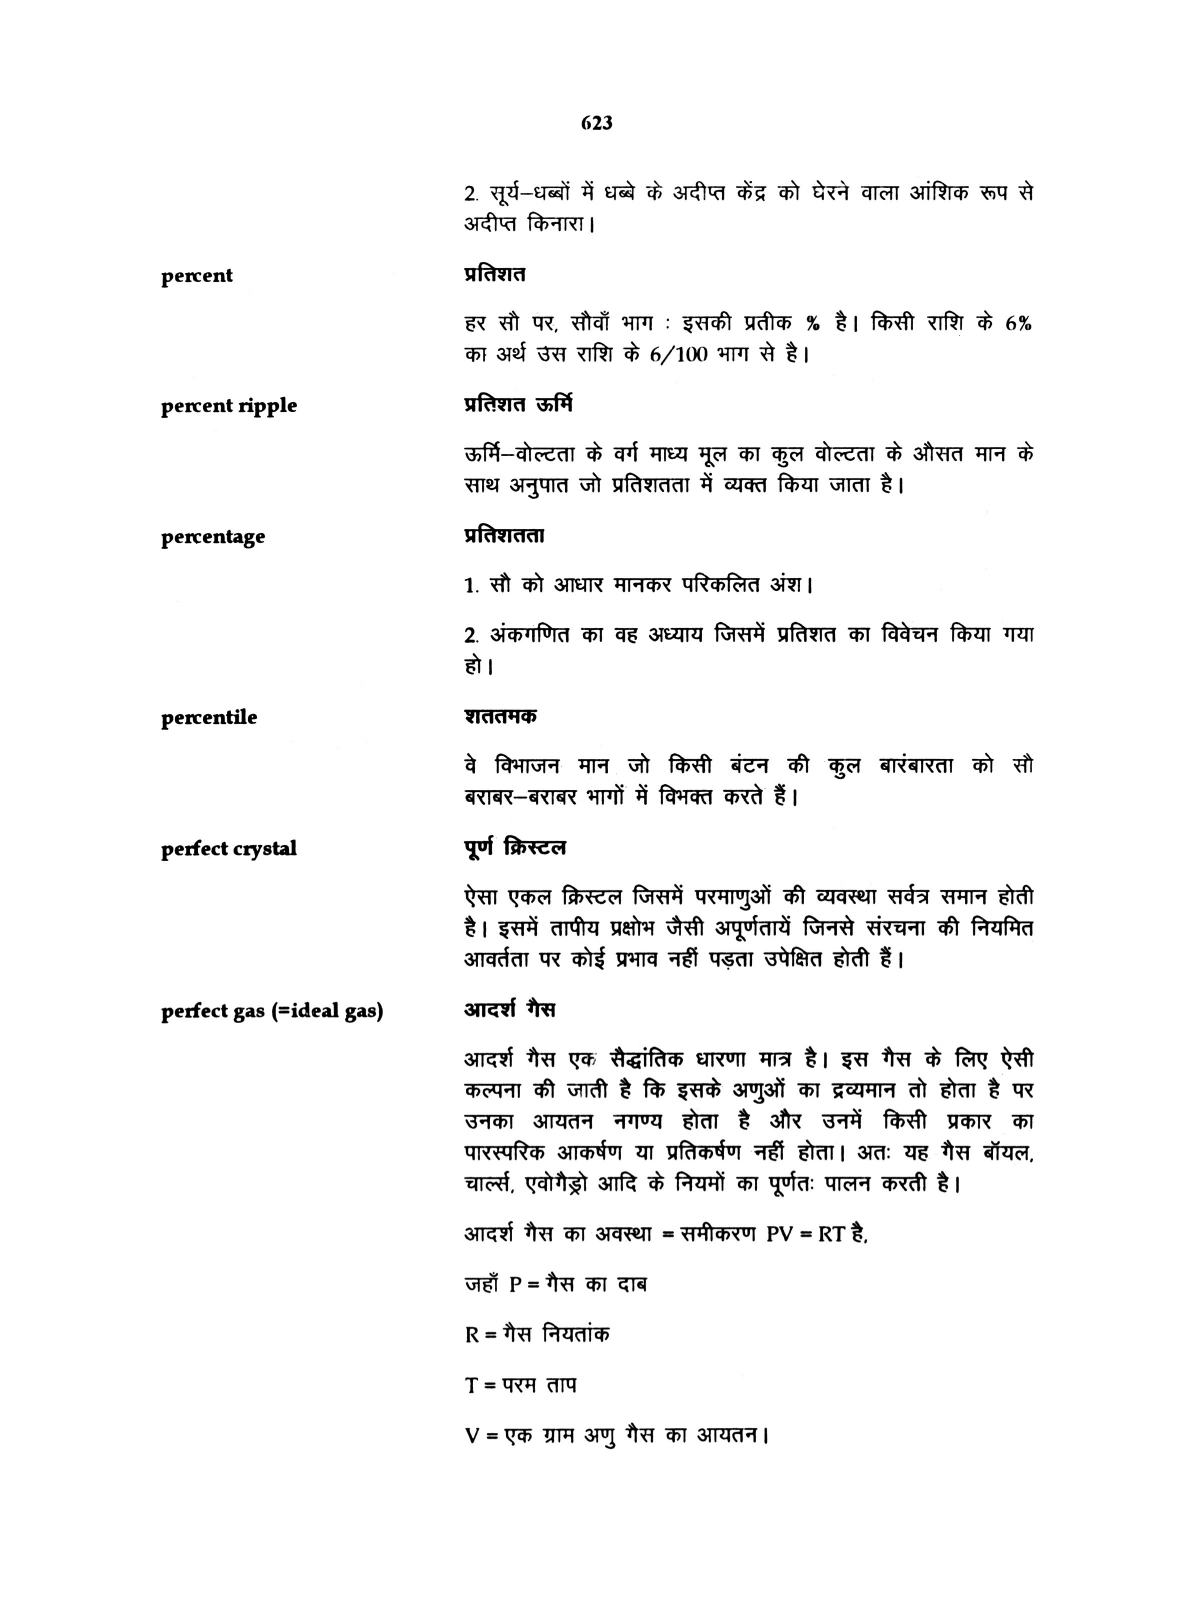 623
2. सूर्य–धब्बों में धब्बे के अदीप्त केंद्र को घेरने वाला आंशिक रूप से
अदीप्त किनारा।
percent प्रतिशत
हर सौ पर, सौवाँ भाग : इसकी प्रतीक % है। किसी राशि के 6%
का अर्थ उस राशि के 6/100 भाग से है।
percent ripple प्रतिशत ऊर्मि
ऊर्मि–वोल्टता के वर्ग माध्य मूल का कुल वोल्टता के औसत मान के
साथ अनुपात जो प्रतिशतता में व्यक्त किया जाता है।
percentage प्रतिशतता
1. सौ को आधार मानकर परिकलित अंश।
2. अंकगणित का वह अध्याय जिसमें प्रतिशत का विवेचन किया गया
हो।
percentile शततमक
वे विभाजन मान जो किसी बंटन की कुल बारंबारता को सौ
बराबर–बराबर भागों में विभक्त करते हैं।
perfect crystal पूर्ण क्रिस्टल
ऐसा एकल क्रिस्टल जिसमें परमाणुओं की व्यवस्था सर्वत्र समान होती
है। इसमें तापीय प्रक्षोभ जैसी अपूर्णतायें जिनसे संरचना की नियमित
आवर्तता पर कोई प्रभाव नहीं पड़ता उपेक्षित होती हैं।
perfect gas (=ideal gas) आदर्श गैस
आदर्श गैस एक सैद्धांतिक धारणा मात्र है। इस गैस के लिए ऐसी
कल्पना की जाती है कि इसके अणुओं का द्रव्यमान तो होता है पर
उनका आयतन नगण्य होता है और उनमें किसी प्रकार का
पारस्परिक आकर्षण या प्रतिकर्षण नहीं होता। अतः यह गैस बॉयल,
चार्ल्स, एवोगैड्रो आदि के नियमों का पूर्णतः पालन करती है।
आदर्श गैस का अवस्था = समीकरण PV = RT है,
जहाँ P = गैस का दाब
R = गैस नियतांक
T = परम ताप
V = एक ग्राम अणु गैस का आयतन।